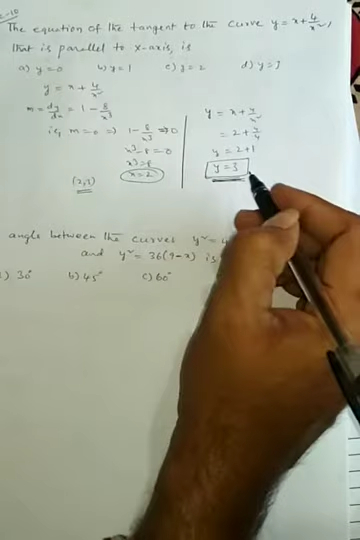 The equation of the tangent to the curve y = x + 4/x²,
that is parallel to x-axis, is
a) y=0 b) y=1 c) y=2 d) y=3
y = x + 4/x²
m = dy/dx = 1 - 8/x³
m=0 ⇒ 1 - 8/x³ = 0
x³-8=0
x³=8
x=2
(2,3)
y = x + 4/x²
= 2 + 4/4
y = 2+1
y=3
angle between the curves y² = 4
and y² = 36(9-x) is
) 30° b) 45° c) 60°